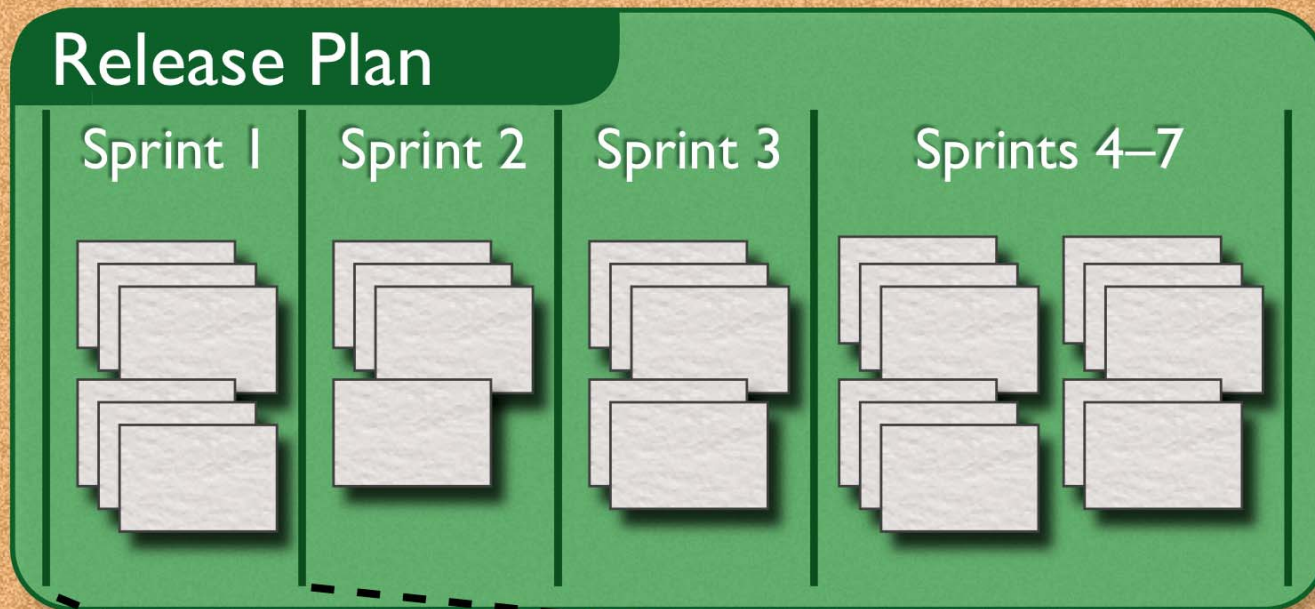 Release Plan
Sprint 1
Sprint 2
Sprint 3
Sprints 4–7